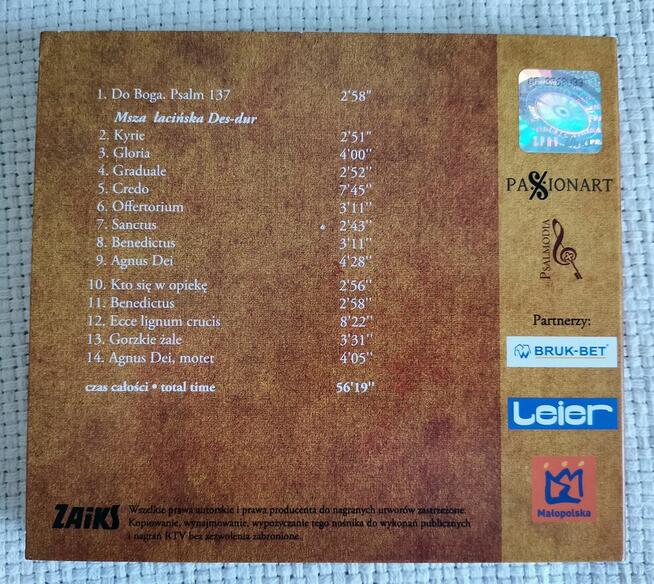 1. Do Boga. Psalm 137 2'58''
Msza łacińska Des-dur
2. Kyrie 2'51''
3. Gloria 4'00''
4. Graduale 2'52''
5. Credo 7'45''
6. Offertorium 3'11''
7. Sanctus 2'43''
8. Benedictus 3'11''
9. Agnus Dei 4'28''
10. Kto się w opiekę 2'56''
11. Benedictus 2'58''
12. Ecce lignum crucis 8'22''
13. Gorzkie żale 3'31''
14. Agnus Dei, motet 4'05''
czas całości • total time 56'19''
PASSIONART
PSALMODIA
Partnerzy:
BRUK-BET
Leier
Małopolska
ZAiKS
Wszelkie prawa autorskie i prawa producenta do nagranych utworów zastrzeżone.
Kopiowanie, wynajmowanie, wypożyczanie tego nośnika do wykonań publicznych
i nagrań RTV bez zezwolenia zabronione.